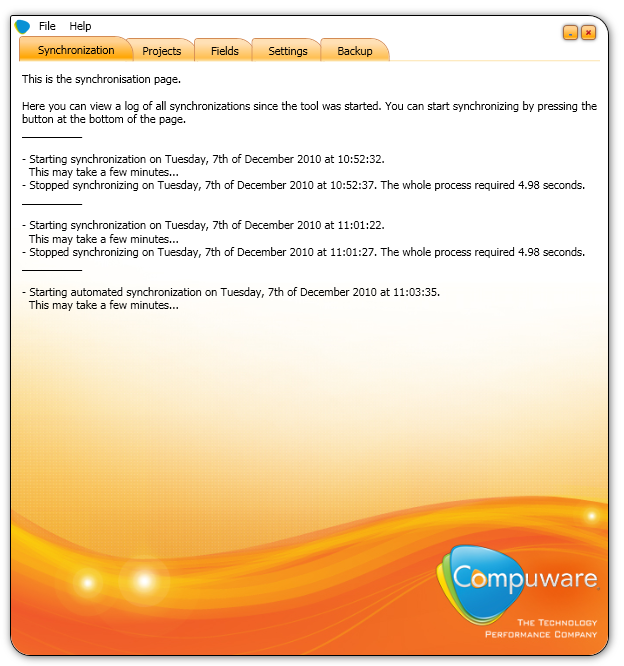 File Help
Synchronization Projects Fields Settings Backup
This is the synchronisation page.
Here you can view a log of all synchronizations since the tool was started. You can start synchronizing by pressing the
button at the bottom of the page.
- Starting synchronization on Tuesday, 7th of December 2010 at 10:52:32.
This may take a few minutes...
- Stopped synchronizing on Tuesday, 7th of December 2010 at 10:52:37. The whole process required 4.98 seconds.
- Starting synchronization on Tuesday, 7th of December 2010 at 11:01:22.
This may take a few minutes...
- Stopped synchronizing on Tuesday, 7th of December 2010 at 11:01:27. The whole process required 4.98 seconds.
- Starting automated synchronization on Tuesday, 7th of December 2010 at 11:03:35.
This may take a few minutes...
Compuware
THE TECHNOLOGY
PERFORMANCE COMPANY